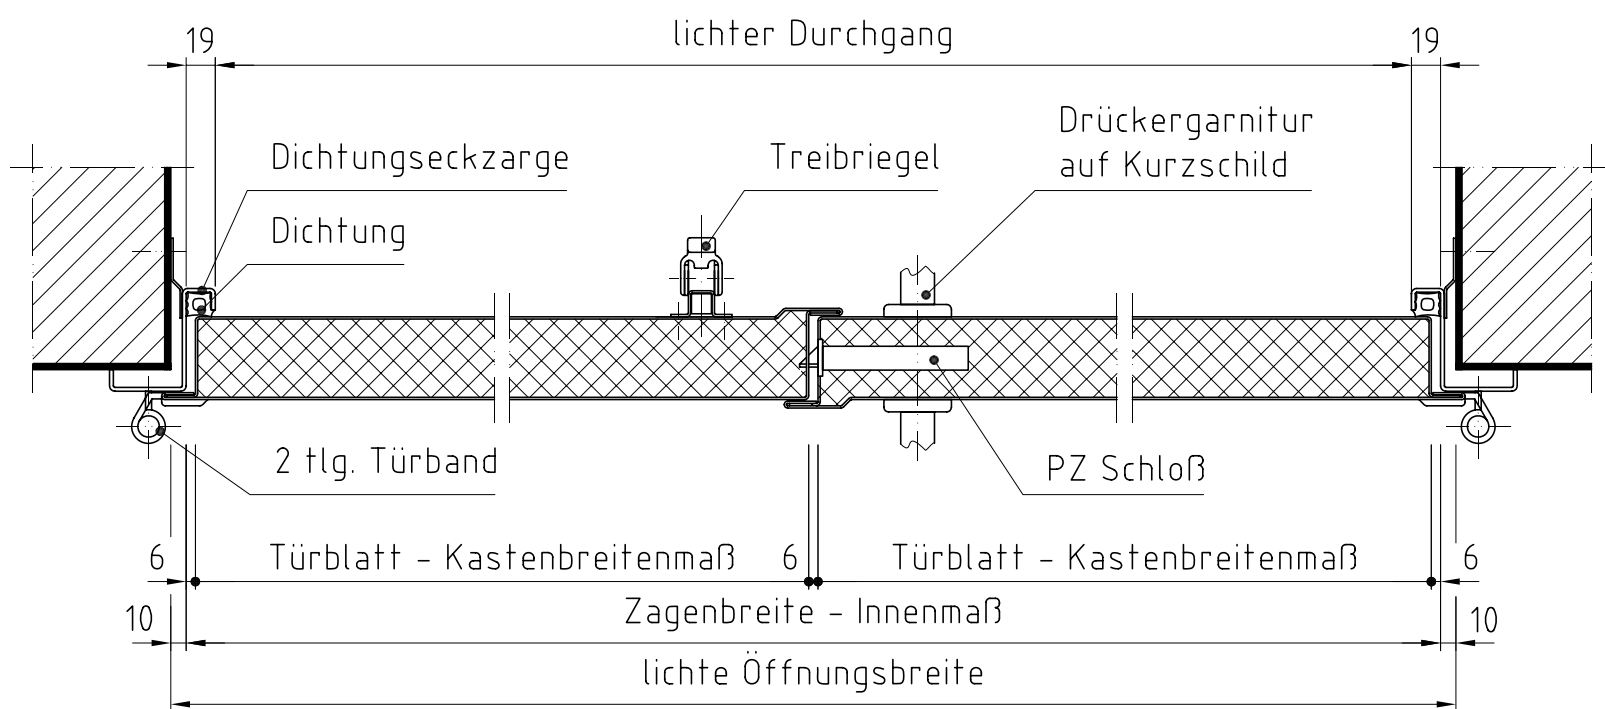 lichter Durchgang
19
19
Drückergarnitur
auf Kurzschild
Dichtungseckzarge
Treibriegel
Dichtung
2 tlg. Türband
PZ Schloß
6
Türblatt - Kastenbreitenmaß
6
Türblatt - Kastenbreitenmaß
6
10
Zagenbreite - Innenmaß
10
lichte Öffnungsbreite